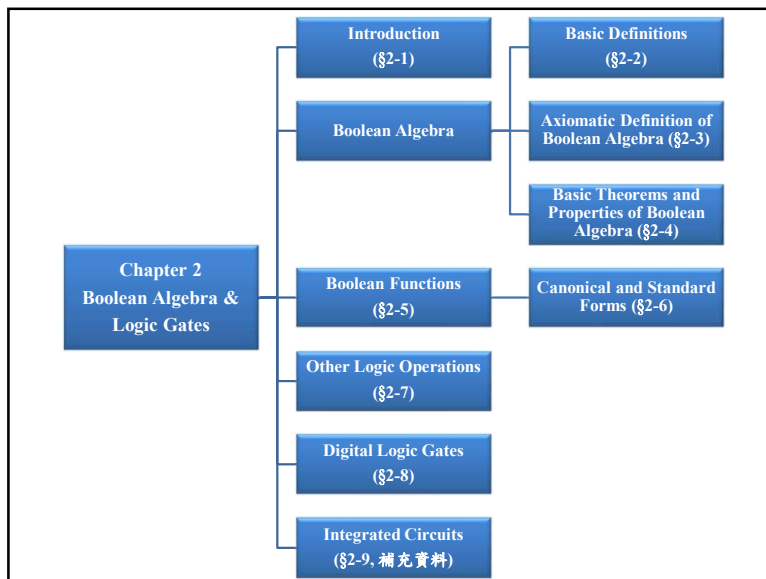 Chapter 2
Boolean Algebra &
Logic Gates
Introduction
(§2-1)
Boolean Algebra
Basic Definitions
(§2-2)
Axiomatic Definition of
Boolean Algebra (§2-3)
Basic Theorems and
Properties of Boolean
Algebra (§2-4)
Boolean Functions
(§2-5)
Canonical and Standard
Forms (§2-6)
Other Logic Operations
(§2-7)
Digital Logic Gates
(§2-8)
Integrated Circuits
(§2-9, 補充資料)